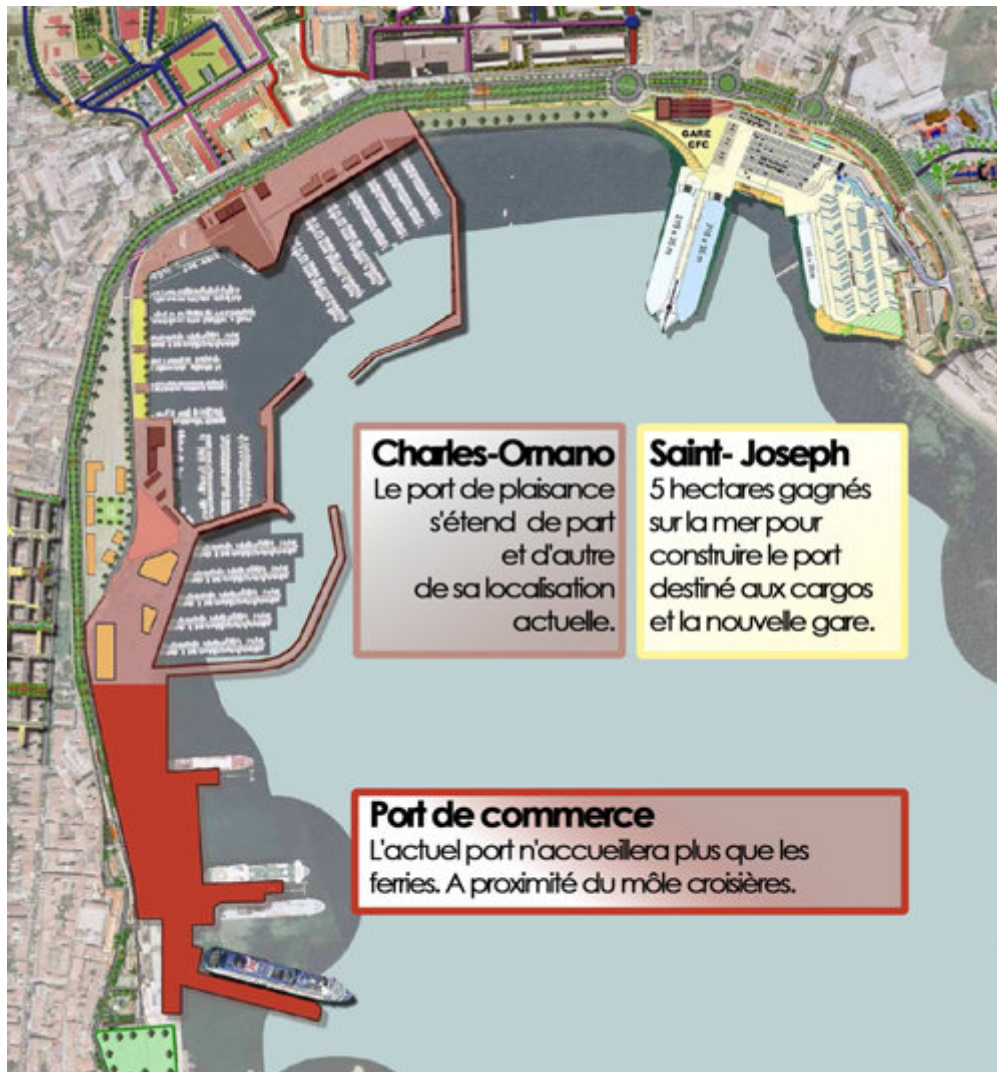 GARE
CFC
Charles-Ornano
Le port de plaisance
s'étend de part
et d'autre
de sa localisation
actuelle.
Saint- Joseph
5 hectares gagnés
sur la mer pour
construire le port
destiné aux cargos
et la nouvelle gare.
Port de commerce
L'actuel port n'accueillera plus que les
ferries. A proximité du môle croisières.